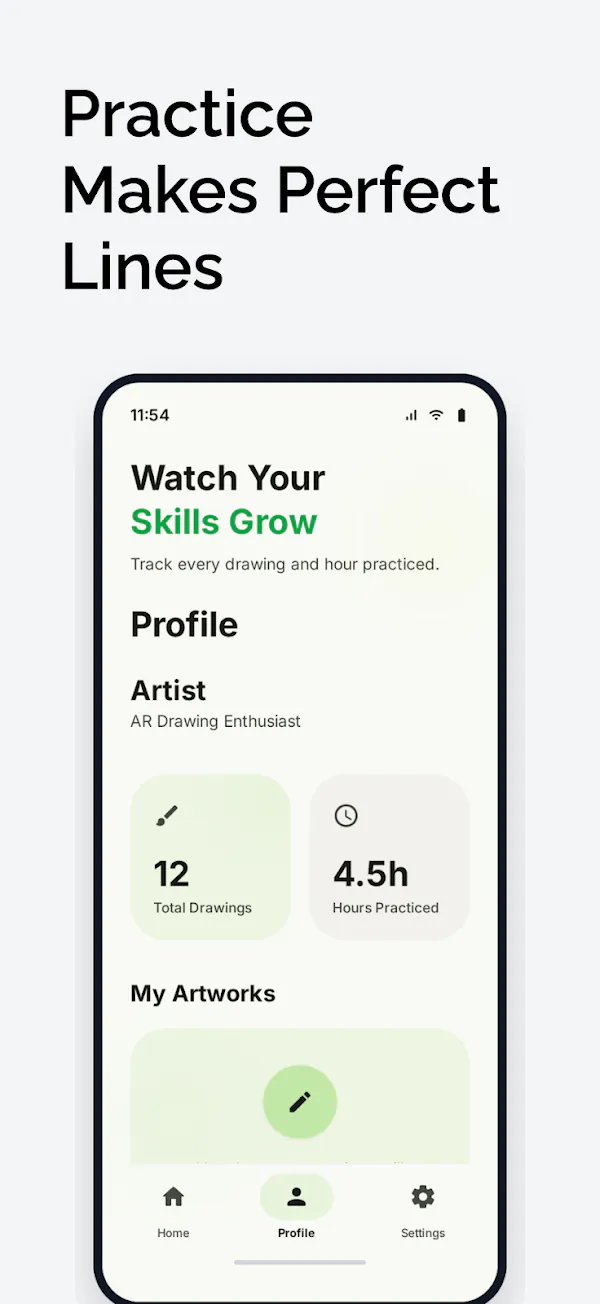 Practice
Makes Perfect
Lines
11:54
Watch Your
Skills Grow
Track every drawing and hour practiced.
Profile
Artist
AR Drawing Enthusiast
12
Total Drawings
4.5h
Hours Practiced
My Artworks
Home
Profile
Settings